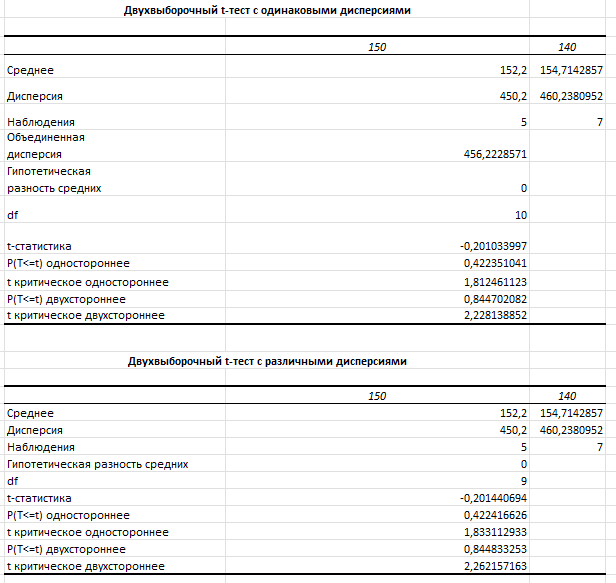 Двухвыборочный t-тест с одинаковыми дисперсиями
150 140
Среднее 152,2 154,7142857
Дисперсия 450,2 460,2380952
Наблюдения 5 7
Объединенная
дисперсия 456,2228571
Гипотетическая
разность средних 0
df 10
t-статистика -0,201033997
P(T<=t) одностороннее 0,422351041
t критическое одностороннее 1,812461123
P(T<=t) двухстороннее 0,844702082
t критическое двухстороннее 2,228138852
Двухвыборочный t-тест с различными дисперсиями
150 140
Среднее 152,2 154,7142857
Дисперсия 450,2 460,2380952
Наблюдения 5 7
Гипотетическая разность средних 0
df 9
t-статистика -0,201440694
P(T<=t) одностороннее 0,422416626
t критическое одностороннее 1,833112933
P(T<=t) двухстороннее 0,844833253
t критическое двухстороннее 2,262157163